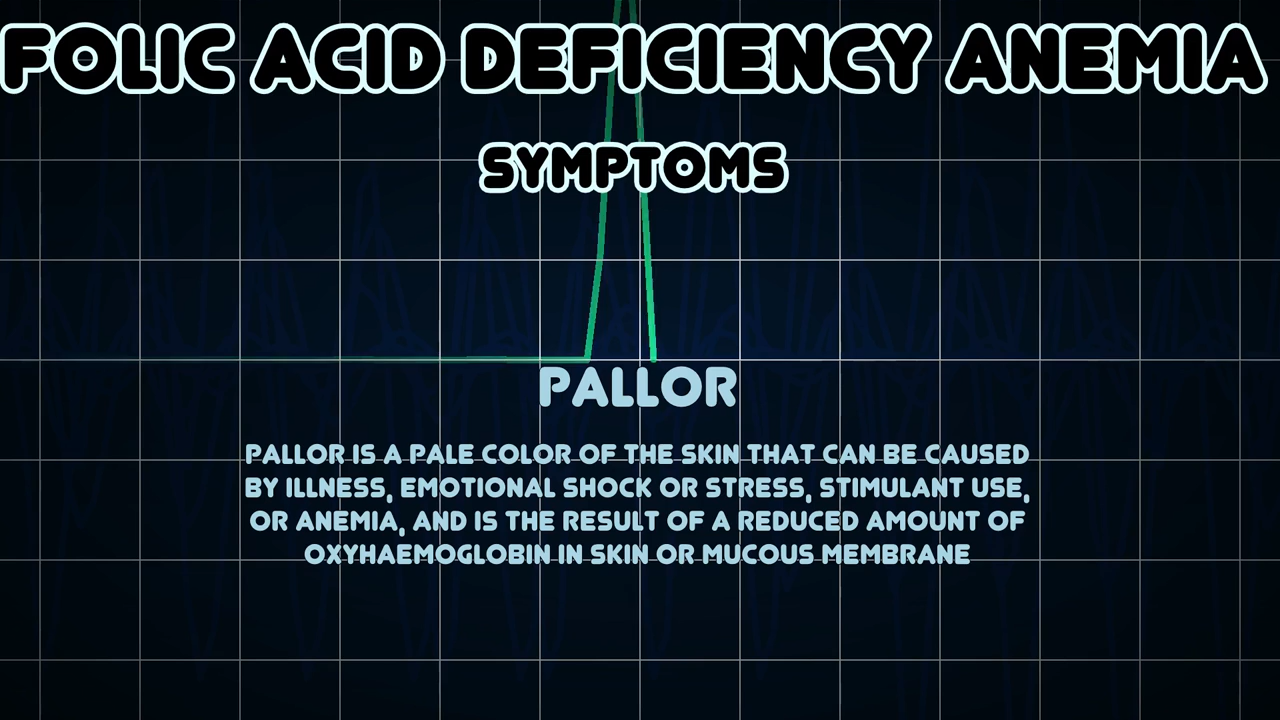 FOLIC ACID DEFICIENCY ANEMIA
SYMPTOMS
PALLOR
PALLOR IS A PALE COLOR OF THE SKIN THAT CAN BE CAUSED
BY ILLNESS, EMOTIONAL SHOCK OR STRESS, STIMULANT USE,
OR ANEMIA, AND IS THE RESULT OF A REDUCED AMOUNT OF
OXYHAEMOGLOBIN IN SKIN OR MUCOUS MEMBRANE